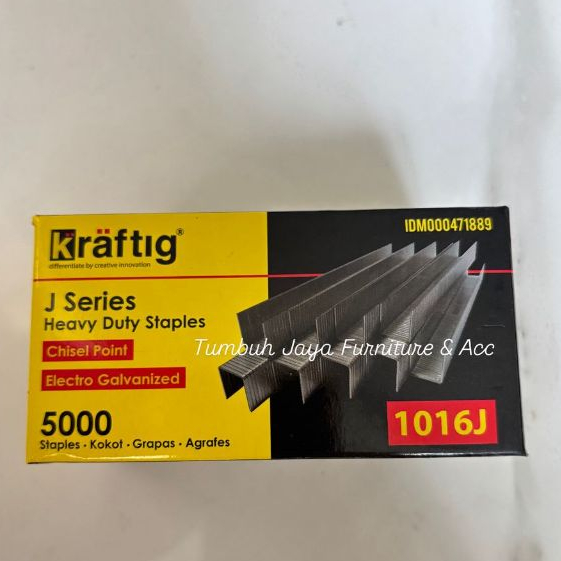 Kräftig®
differentiate by creative innovation
IDM000471889
J Series
Heavy Duty Staples
Chisel Point
Electro Galvanized
Tumbuh Jaya Furniture & Acc
5000
Staples • Kokot • Grapas • Agrafes
1016J